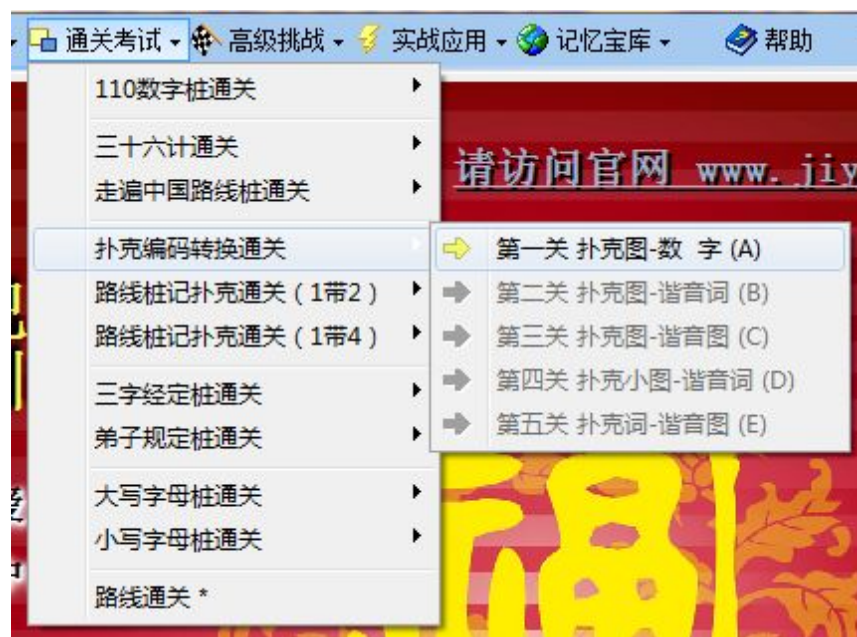 通关考试 高级挑战 实战应用 记忆宝库 帮助
110数字桩通关
三十六计通关
走遍中国路线桩通关
请访问官网 www. jiy
扑克编码转换通关
第一关 扑克图-数 字 (A)
路线桩记扑克通关（1带2）
第二关 扑克图-谐音词 (B)
路线桩记扑克通关（1带4）
第三关 扑克图-谐音图 (C)
第四关 扑克小图-谐音词 (D)
三字经定桩通关
第五关 扑克词-谐音图 (E)
弟子规定桩通关
大写字母桩通关
小写字母桩通关
路线通关 *
福